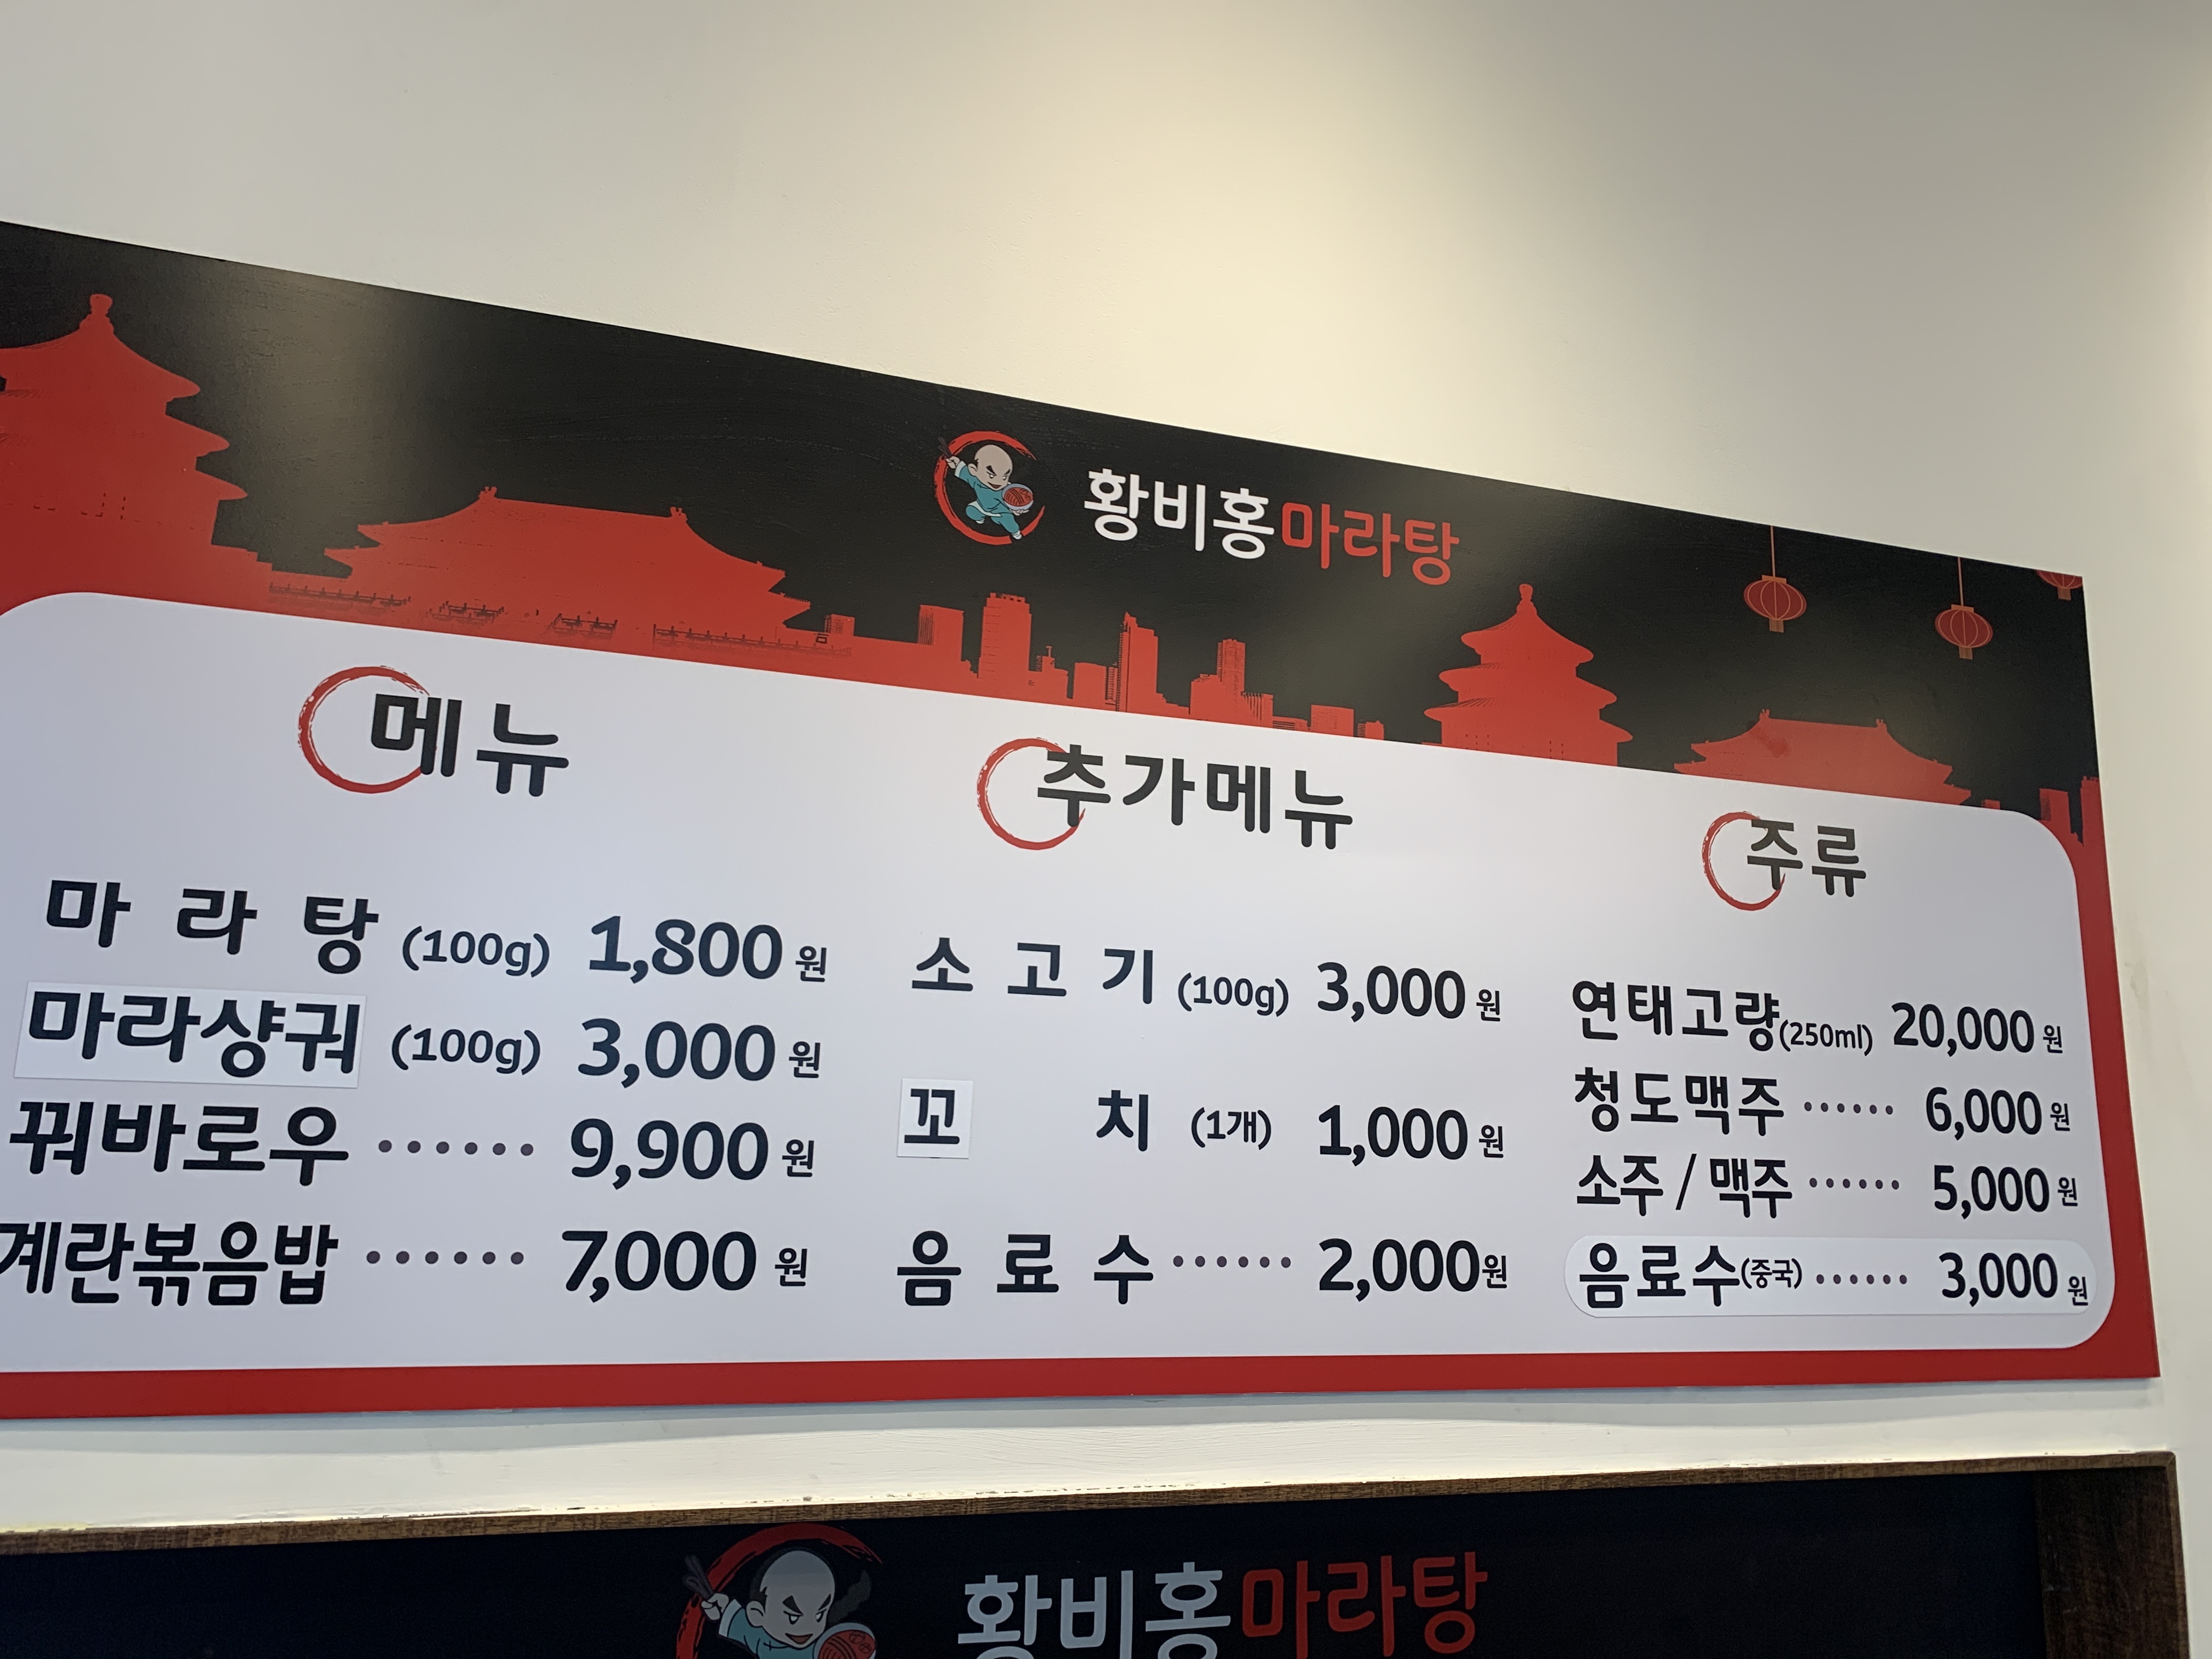 황비홍마라탕
메뉴
마 라 탕 (100g) 1,800 원
마라샹궈 (100g) 3,000 원
꿔바로우 ······ 9,900 원
계란볶음밥 ······ 7,000 원
추가메뉴
소 고 기 (100g) 3,000 원
꼬 치 (1개) 1,000 원
음 료 수 ······ 2,000원
주류
연태고량(250ml) 20,000 원
청도맥주 ······ 6,000 원
소주 / 맥주 ······ 5,000 원
음료수(중국) ······ 3,000 원
황비홍마라탕